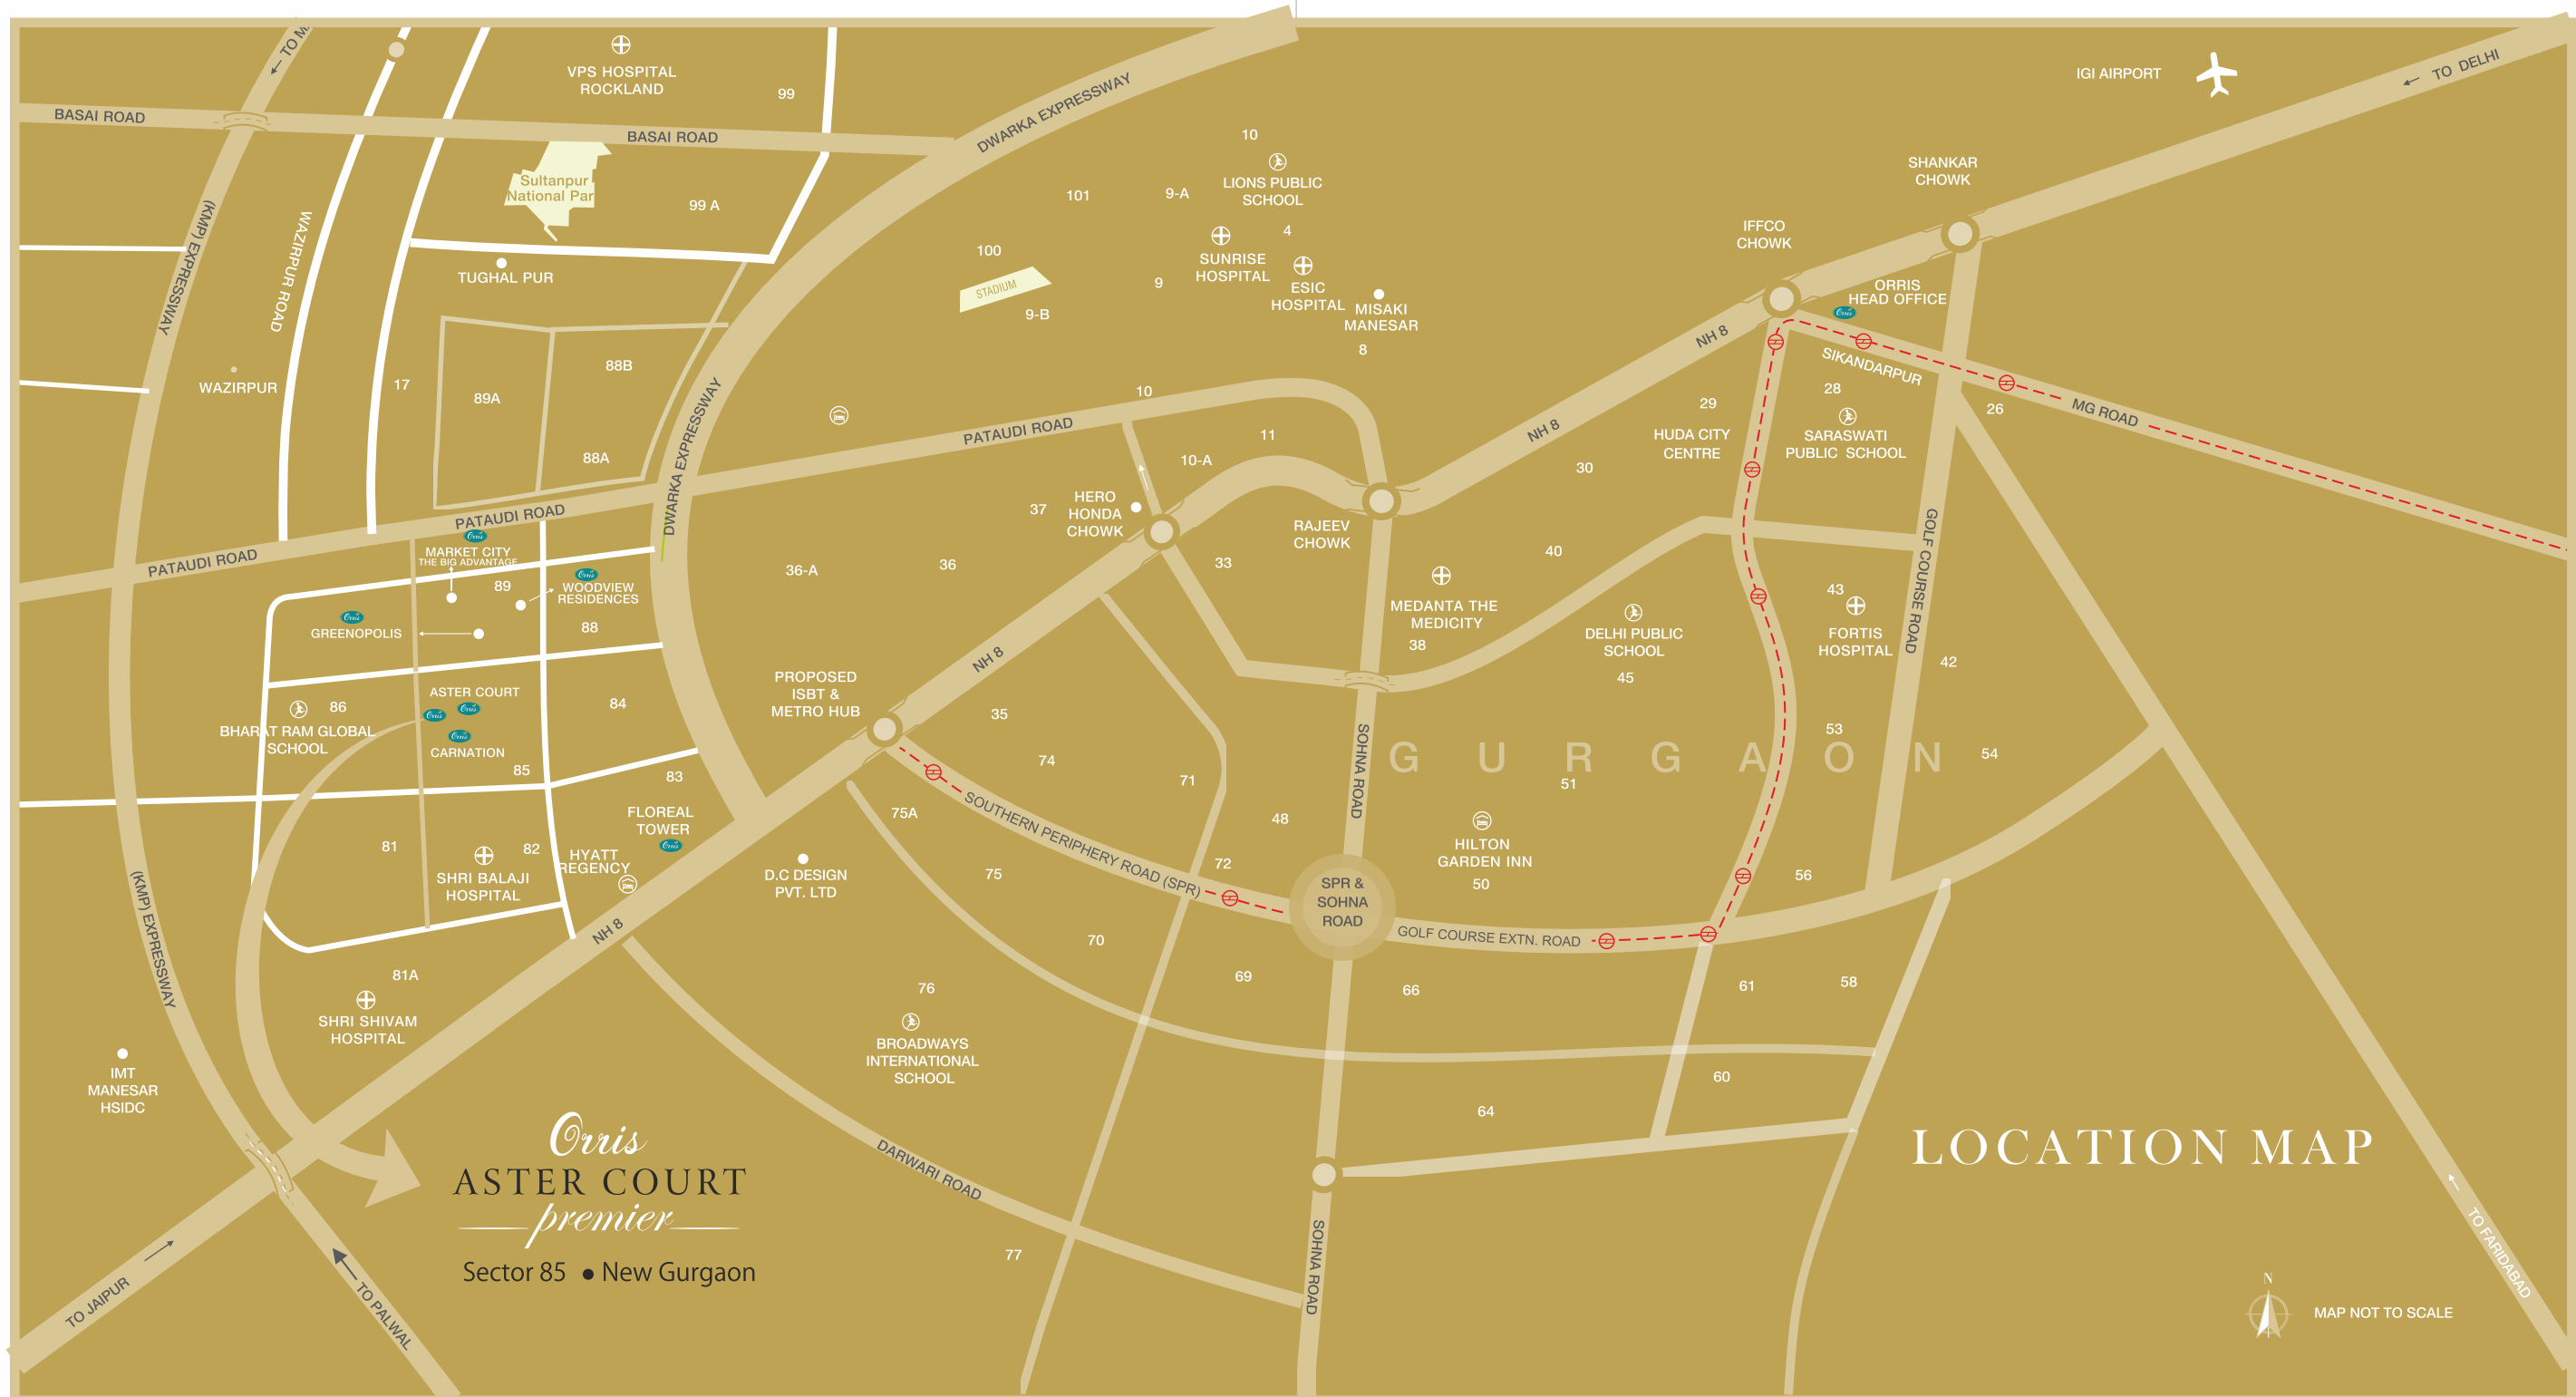 TO M
BASAI ROAD
BASAI ROAD
VPS HOSPITAL
ROCKLAND
99
DWARKA EXPRESSWAY
IGI AIRPORT
TO DELHI
Sultanpur
National Par
99 A
(KMP) EXPRESSWAY
WAZIRPUR ROAD
TUGHAL PUR
WAZIRPUR
17
89A
88B
88A
DWARKA EXPRESSWAY
101
100
STADIUM
9-B
9-A
9
10
LIONS PUBLIC
SCHOOL
4
SUNRISE
HOSPITAL
ESIC
HOSPITAL
MISAKI
MANESAR
8
SHANKAR
CHOWK
IFFCO
CHOWK
ORRIS
HEAD OFFICE
Orris
NH 8
SIKANDARPUR
28
29
26
MG ROAD
HUDA CITY
CENTRE
SARASWATI
PUBLIC SCHOOL
PATAUDI ROAD
PATAUDI ROAD
PATAUDI ROAD
10
11
10-A
NH 8
30
37
HERO
HONDA
CHOWK
RAJEEV
CHOWK
GOLF COURSE ROAD
Orris
MARKET CITY
THE BIG ADVANTAGE
89
Orris
WOODVIEW
RESIDENCES
Orris
GREENOPOLIS
88
36-A
36
33
40
MEDANTA THE
MEDICITY
38
DELHI PUBLIC
SCHOOL
45
43
FORTIS
HOSPITAL
42
NH 8
PROPOSED
ISBT &
METRO HUB
ASTER COURT
Orris
Orris
Orris
CARNATION
86
BHARAT RAM GLOBAL
SCHOOL
84
85
83
35
74
71
SOHNA ROAD
GURGAON
53
54
51
FLOREAL
TOWER
Orris
81
82
HYATT
REGENCY
SHRI BALAJI
HOSPITAL
D.C DESIGN
PVT. LTD
75A
75
SOUTHERN PERIPHERY ROAD (SPR)
48
72
HILTON
GARDEN INN
50
56
SPR &
SOHNA
ROAD
GOLF COURSE EXTN. ROAD
(KMP) EXPRESSWAY
NH 8
81A
SHRI SHIVAM
HOSPITAL
IMT
MANESAR
HSIDC
76
BROADWAYS
INTERNATIONAL
SCHOOL
70
69
66
61
58
60
64
DARWARI ROAD
77
SOHNA ROAD
Orris
ASTER COURT
premier
Sector 85 • New Gurgaon
TO JAIPUR
TO PALWAL
LOCATION MAP
TO FARIDABAD
N
MAP NOT TO SCALE